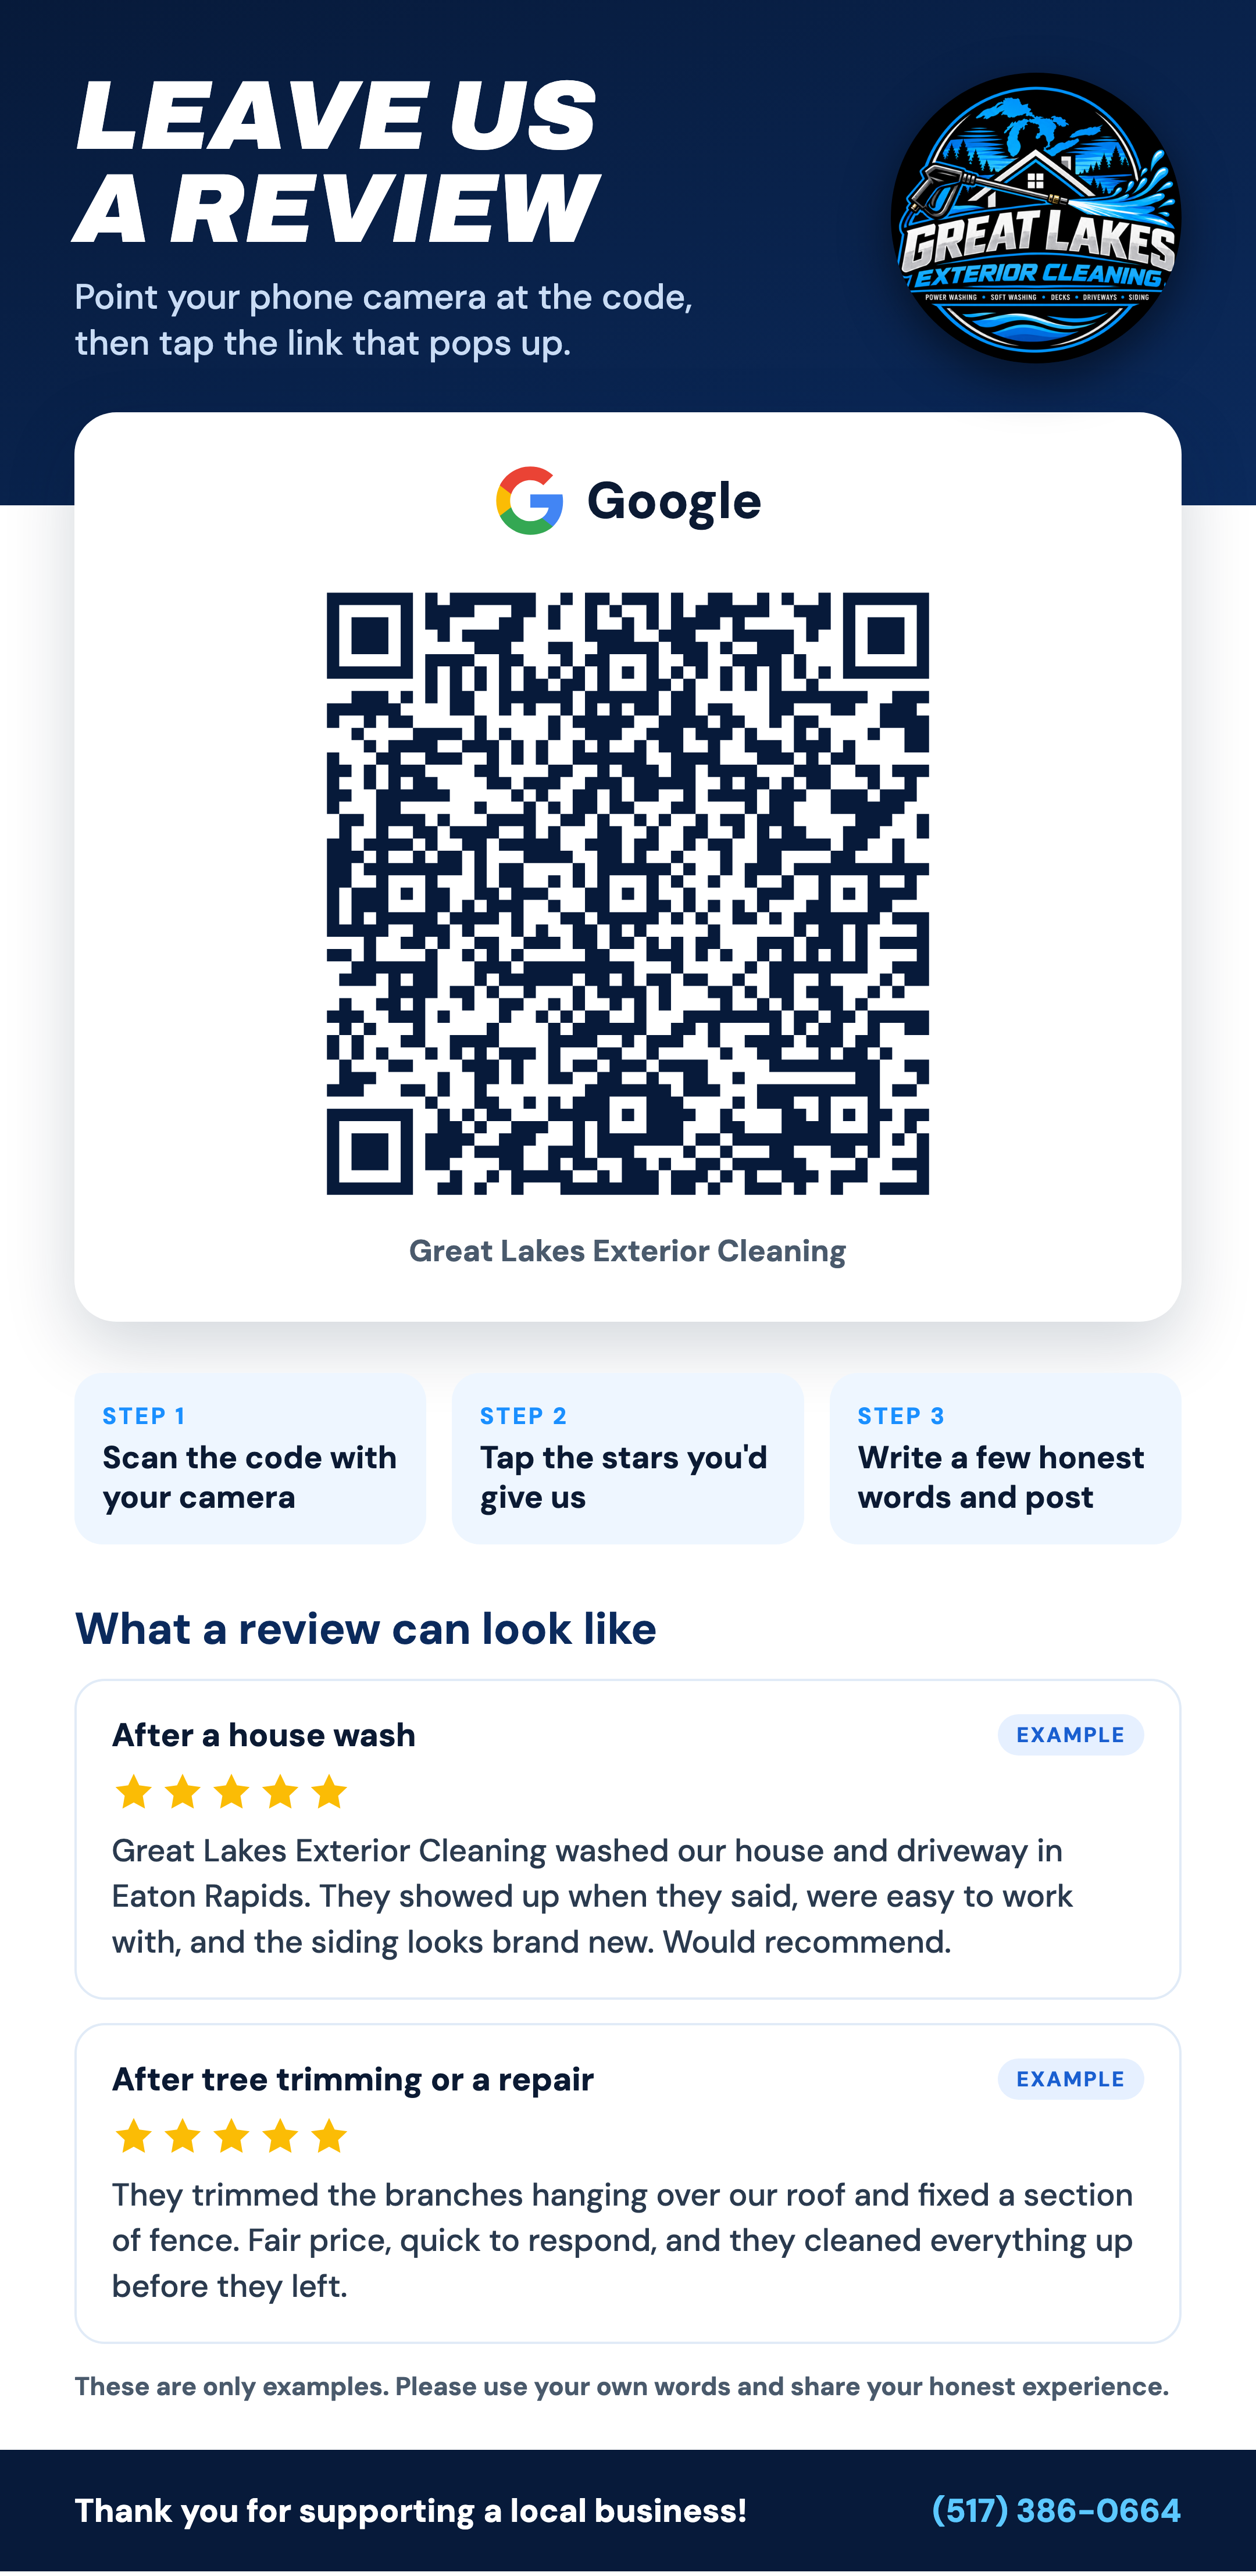 LEAVE US
A REVIEW
Point your phone camera at the code,
then tap the link that pops up.
GREAT LAKES
EXTERIOR CLEANING
POWER WASHING • SOFT WASHING • DECKS • DRIVEWAYS • SIDING
Google
Great Lakes Exterior Cleaning
STEP 1
Scan the code with
your camera
STEP 2
Tap the stars you'd
give us
STEP 3
Write a few honest
words and post
What a review can look like
After a house wash
EXAMPLE
Great Lakes Exterior Cleaning washed our house and driveway in
Eaton Rapids. They showed up when they said, were easy to work
with, and the siding looks brand new. Would recommend.
After tree trimming or a repair
EXAMPLE
They trimmed the branches hanging over our roof and fixed a section
of fence. Fair price, quick to respond, and they cleaned everything up
before they left.
These are only examples. Please use your own words and share your honest experience.
Thank you for supporting a local business!
(517) 386-0664